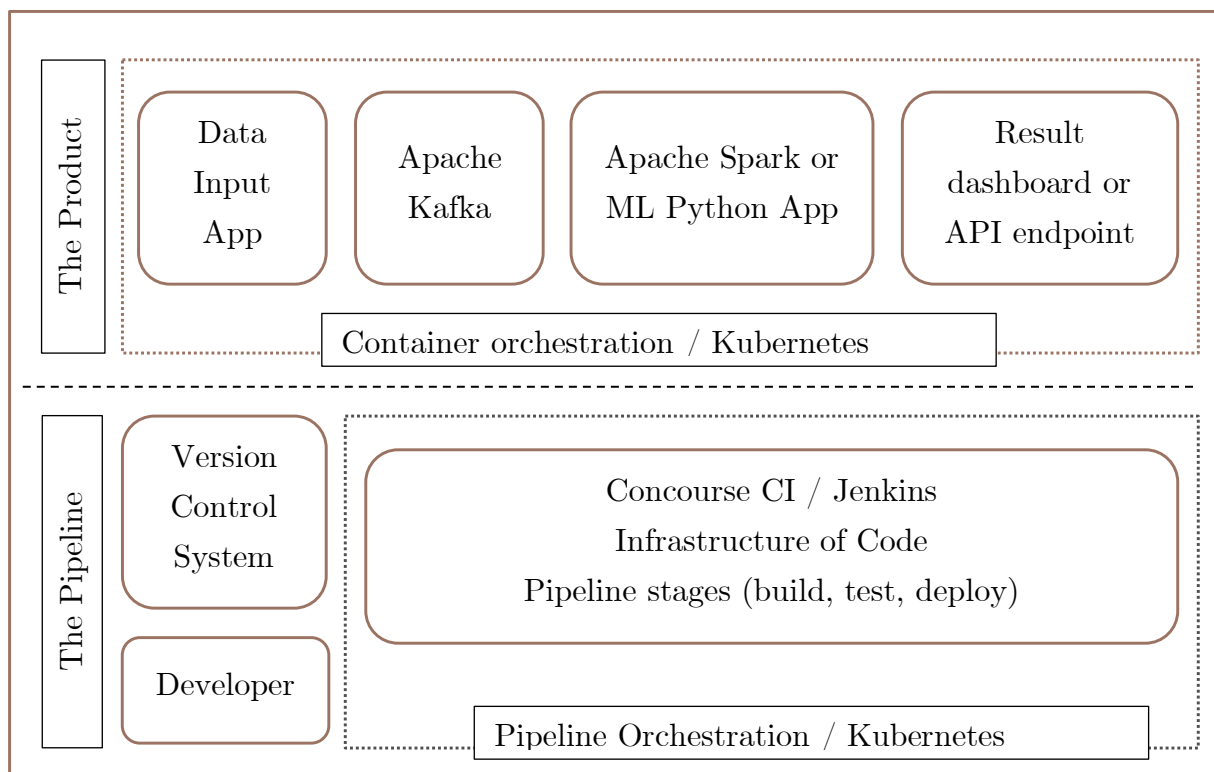 The Product
Data
Input
App
Apache
Kafka
Apache Spark or
ML Python App
Result
dashboard or
API endpoint
Container orchestration / Kubernetes
The Pipeline
Version
Control
System
Developer
Concourse CI / Jenkins
Infrastructure of Code
Pipeline stages (build, test, deploy)
Pipeline Orchestration / Kubernetes